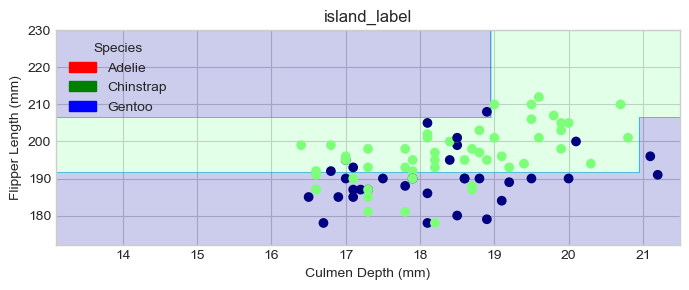 island_label
Species
Adelie
Chinstrap
Gentoo
Flipper Length (mm)
230
220
210
200
190
180
14 15 16 17 18 19 20 21
Culmen Depth (mm)